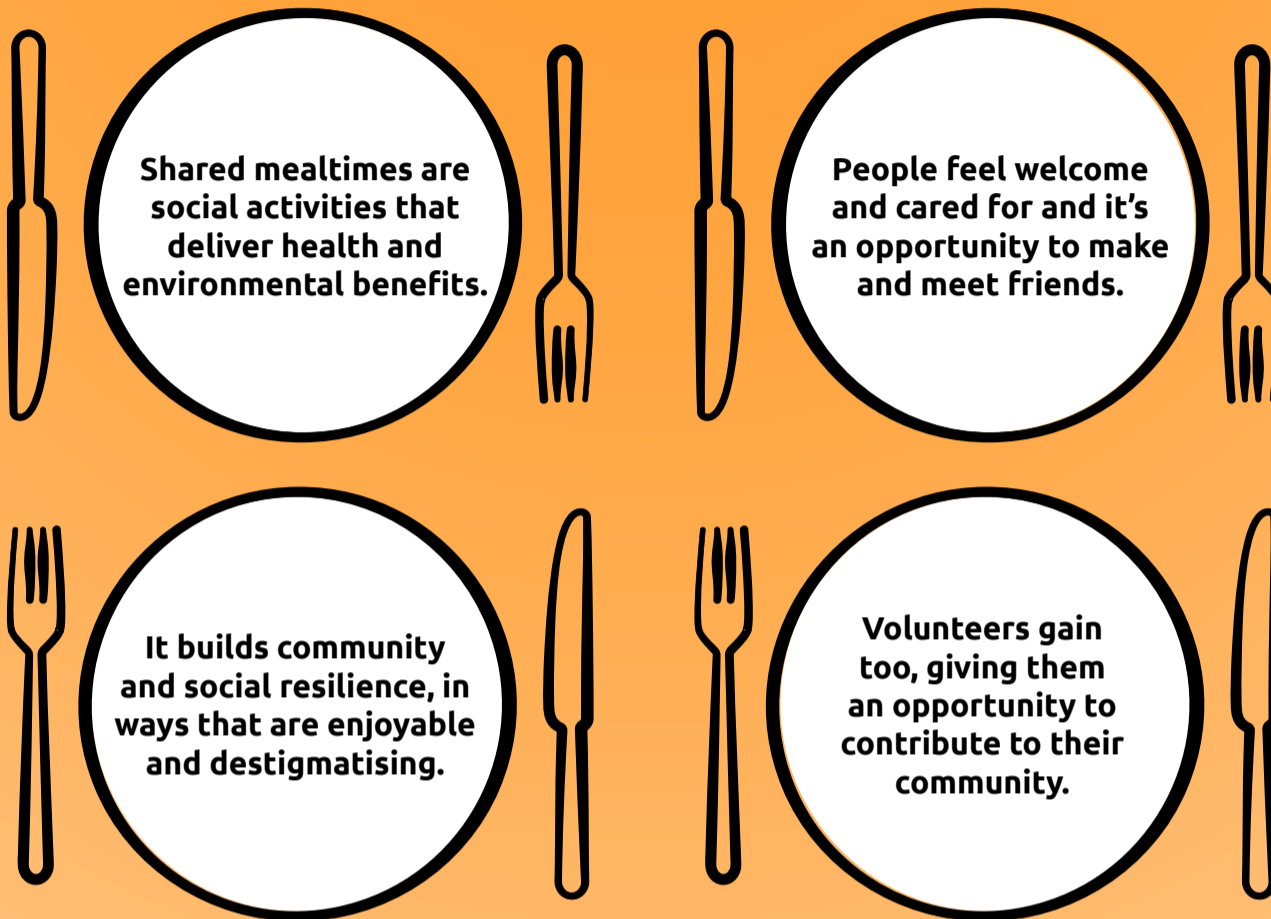 Shared mealtimes are
social activities that
deliver health and
environmental benefits.
People feel welcome
and cared for and it’s
an opportunity to make
and meet friends.
It builds community
and social resilience, in
ways that are enjoyable
and destigmatising.
Volunteers gain
too, giving them
an opportunity to
contribute to their
community.